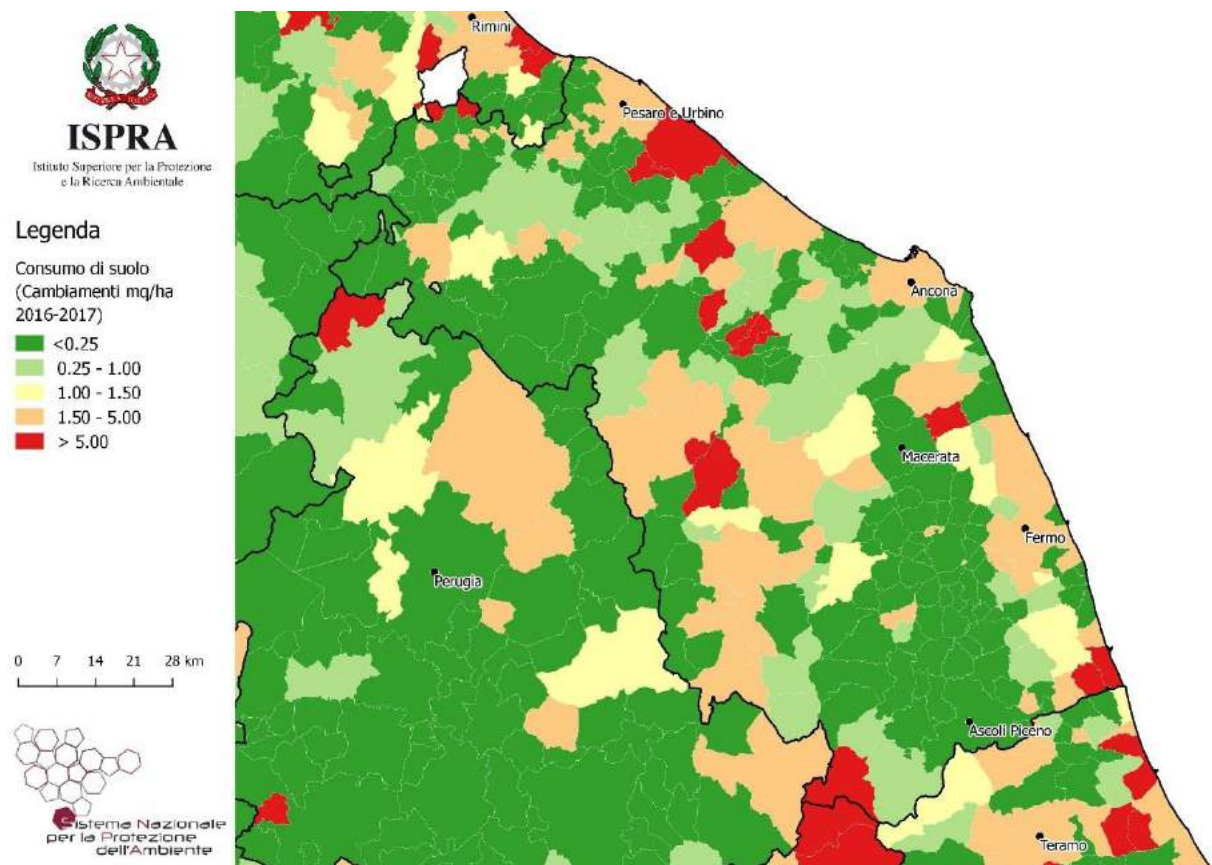 ISPRA
Istituto Superiore per la Protezione
e la Ricerca Ambientale
Legenda
Consumo di suolo
(Cambiamenti mq/ha
2016-2017)
<0.25
0.25 - 1.00
1.00 - 1.50
1.50 - 5.00
> 5.00
0 7 14 21 28 km
Sistema Nazionale
per la Protezione
dell'Ambiente
Rimini
Pesaro e Urbino
Ancona
Macerata
Fermo
Perugia
Ascoli Piceno
Teramo